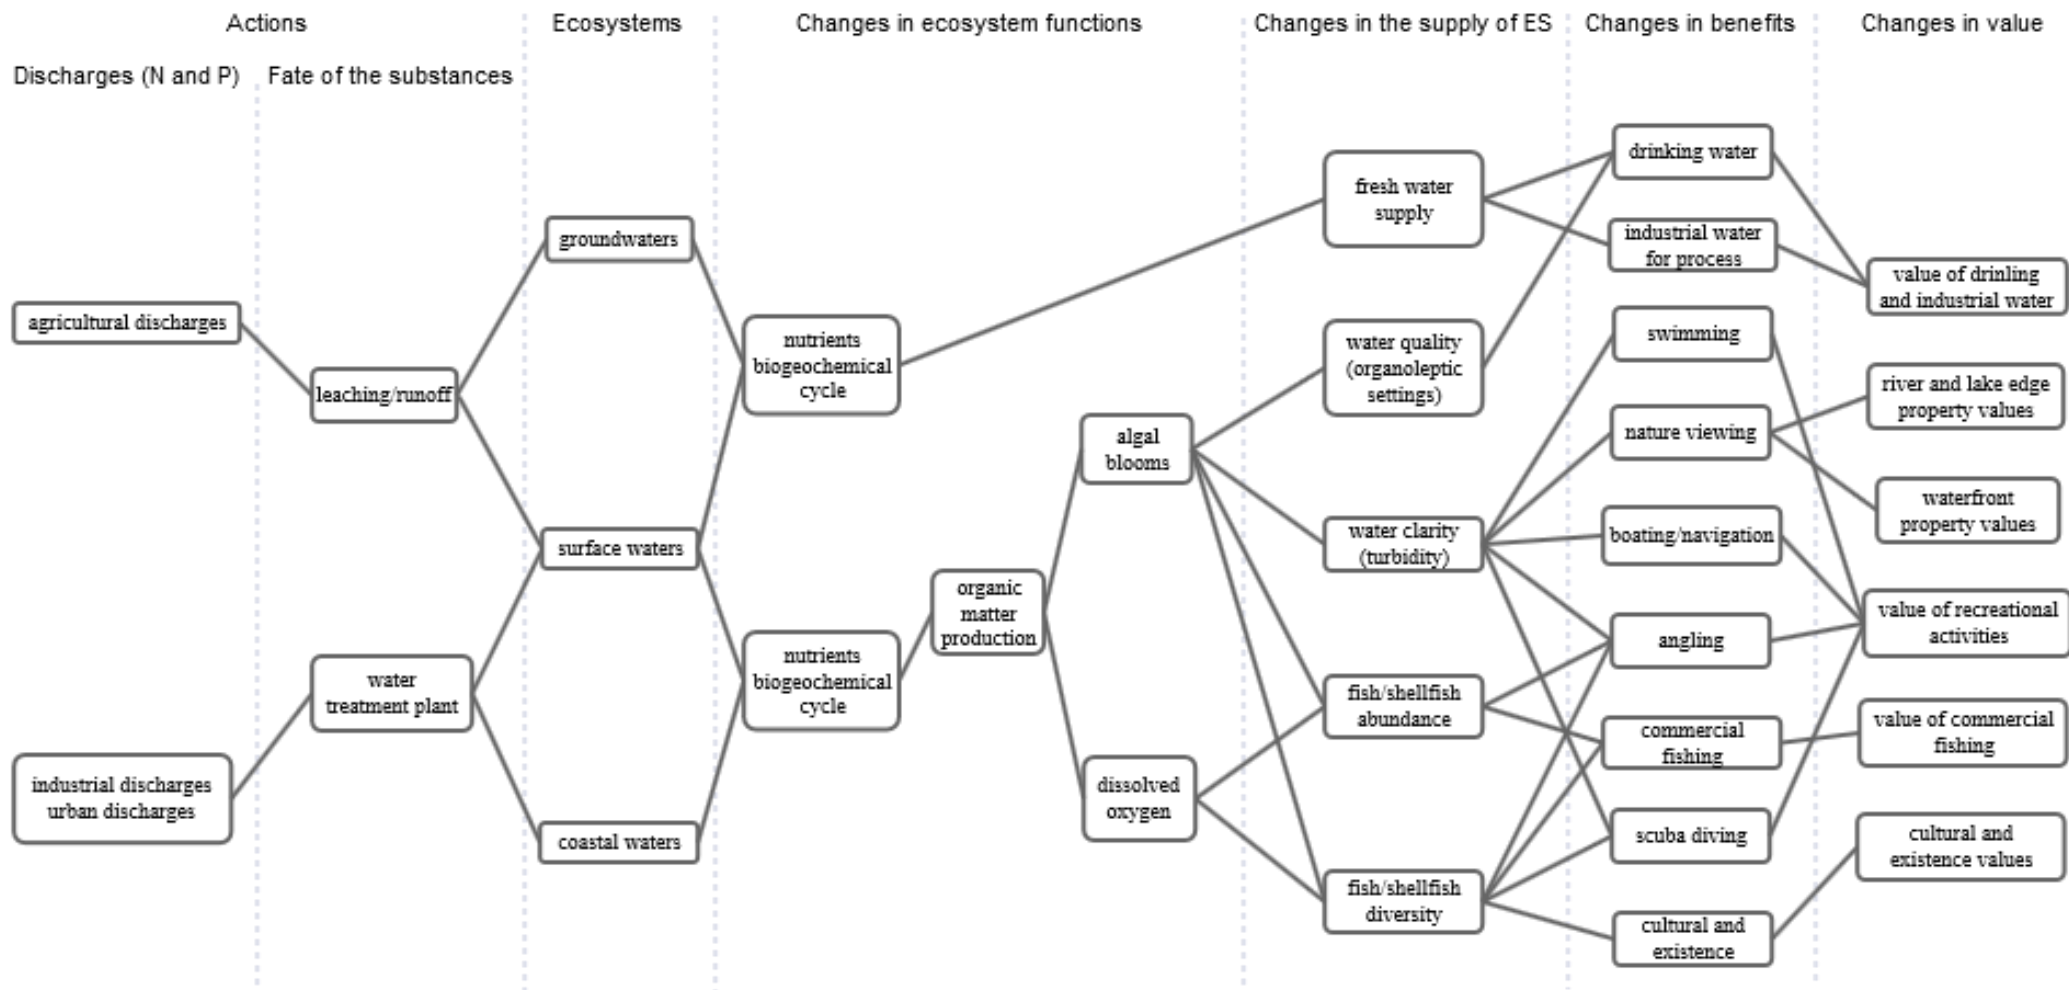 Actions
Ecosystems
Changes in ecosystem functions
Changes in the supply of ES
Changes in benefits
Changes in value
Discharges (N and P)
Fate of the substances
agricultural discharges
industrial discharges
urban discharges
leaching/runoff
water
treatment plant
groundwaters
surface waters
coastal waters
nutrients
biogeochemical
cycle
nutrients
biogeochemical
cycle
organic
matter
production
algal
blooms
dissolved
oxygen
fresh water
supply
water quality
(organoleptic
settings)
water clarity
(turbidity)
fish/shellfish
abundance
fish/shellfish
diversity
drinking water
industrial water
for process
swimming
nature viewing
boating/navigation
angling
commercial
fishing
scuba diving
cultural and
existence
value of drinling
and industrial water
river and lake edge
property values
waterfront
property values
value of recreational
activities
value of commercial
fishing
cultural and
existence values